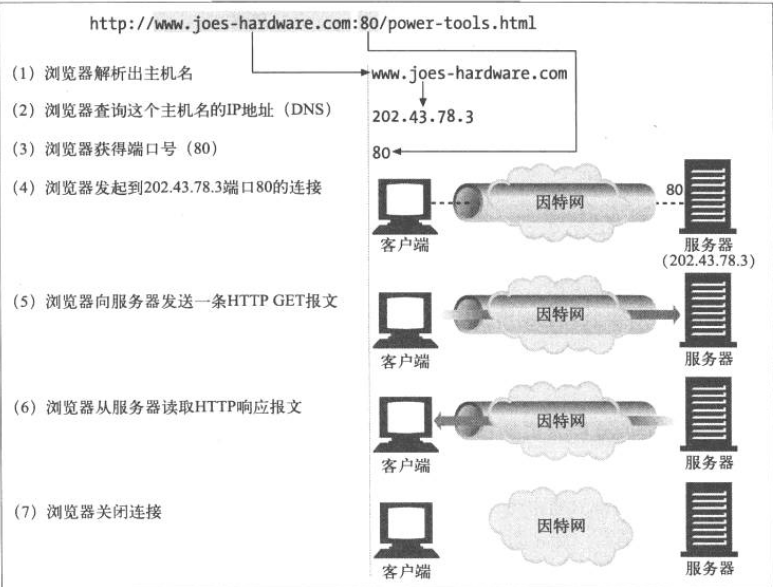 http://www.joes-hardware.com:80/power-tools.html
(1) 浏览器解析出主机名
www.joes-hardware.com
(2) 浏览器查询这个主机名的IP地址（DNS）
202.43.78.3
(3) 浏览器获得端口号（80）
80
(4) 浏览器发起到202.43.78.3端口80的连接
因特网
80
客户端
服务器
(202.43.78.3)
(5) 浏览器向服务器发送一条HTTP GET报文
因特网
客户端
服务器
(6) 浏览器从服务器读取HTTP响应报文
因特网
客户端
服务器
(7) 浏览器关闭连接
因特网
客户端
服务器